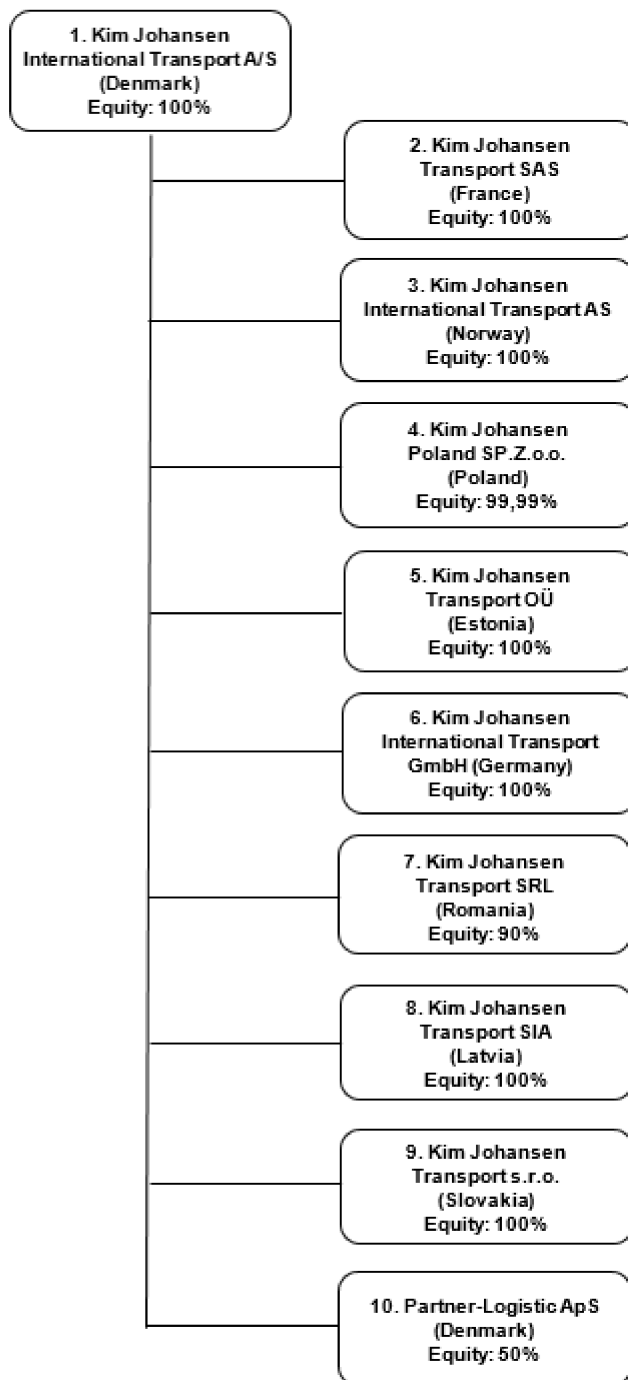 1. Kim Johansen
International Transport A/S
(Denmark)
Equity: 100%
2. Kim Johansen
Transport SAS
(France)
Equity: 100%
3. Kim Johansen
International Transport AS
(Norway)
Equity: 100%
4. Kim Johansen
Poland SP.Z.o.o.
(Poland)
Equity: 99,99%
5. Kim Johansen
Transport OÜ
(Estonia)
Equity: 100%
6. Kim Johansen
International Transport
GmbH (Germany)
Equity: 100%
7. Kim Johansen
Transport SRL
(Romania)
Equity: 90%
8. Kim Johansen
Transport SIA
(Latvia)
Equity: 100%
9. Kim Johansen
Transport s.r.o.
(Slovakia)
Equity: 100%
10. Partner-Logistic ApS
(Denmark)
Equity: 50%